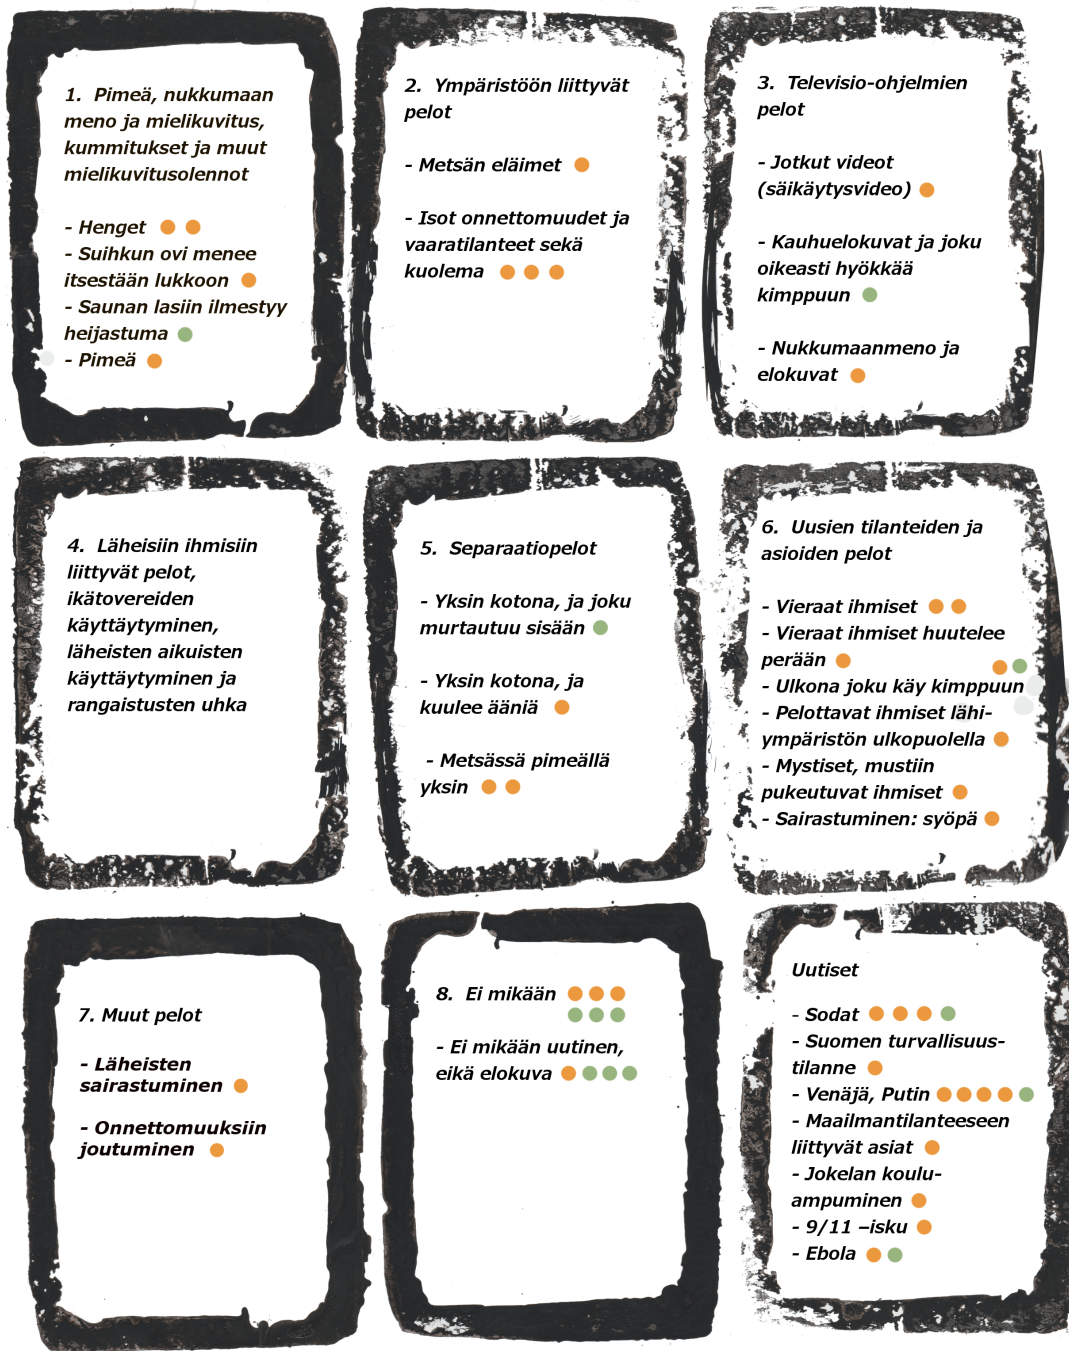 1.  Pimeä, nukkumaan
meno ja mielikuvitus,
kummitukset ja muut
mielikuvitusolennot
- Henget
- Suihkun ovi menee
itsestään lukkoon
- Saunan lasiin ilmestyy
heijastuma
- Pimeä
2.  Ympäristöön liittyvät
pelot
- Metsän eläimet
- Isot onnettomuudet ja
vaaratilanteet sekä
kuolema
3.  Televisio-ohjelmien
pelot
- Jotkut videot
(säikäytysvideo)
- Kauhuelokuvat ja joku
oikeasti hyökkää
kimppuun
- Nukkumaanmeno ja
elokuvat
4.  Läheisiin ihmisiin
liittyvät pelot,
ikätovereiden
käyttäytyminen,
läheisten aikuisten
käyttäytyminen ja
rangaistusten uhka
5.  Separaatiopelot
- Yksin kotona, ja joku
murtautuu sisään
- Yksin kotona, ja
kuulee ääniä
- Metsässä pimeällä
yksin
6.  Uusien tilanteiden ja
asioiden pelot
- Vieraat ihmiset
- Vieraat ihmiset huutelee
perään
- Ulkona joku käy kimppuun
- Pelottavat ihmiset lähi-
ympäristön ulkopuolella
- Mystiset, mustiin
pukeutuvat ihmiset
- Sairastuminen: syöpä
7. Muut pelot
- Läheisten
sairastuminen
- Onnettomuuksiin
joutuminen
8.  Ei mikään
- Ei mikään uutinen,
eikä elokuva
Uutiset
- Sodat
- Suomen turvallisuus-
tilanne
- Venäjä, Putin
- Maailmantilanteeseen
liittyvät asiat
- Jokelan koulu-
ampuminen
- 9/11 –isku
- Ebola